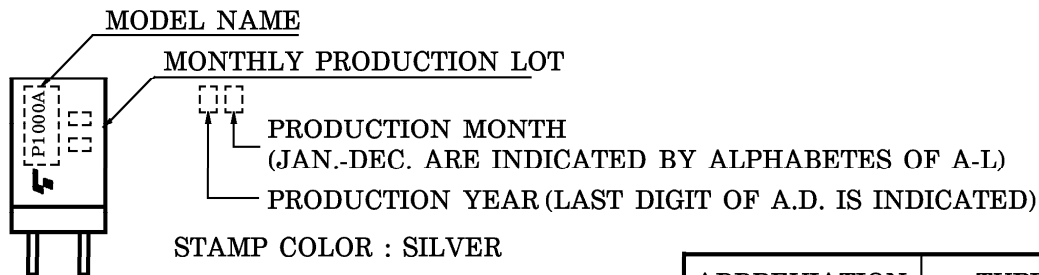 MODEL NAME
MONTHLY PRODUCTION LOT
P1000A
PRODUCTION MONTH
(JAN.-DEC. ARE INDICATED BY ALPHABETES OF A-L)
PRODUCTION YEAR (LAST DIGIT OF A.D. IS INDICATED)
STAMP COLOR : SILVER